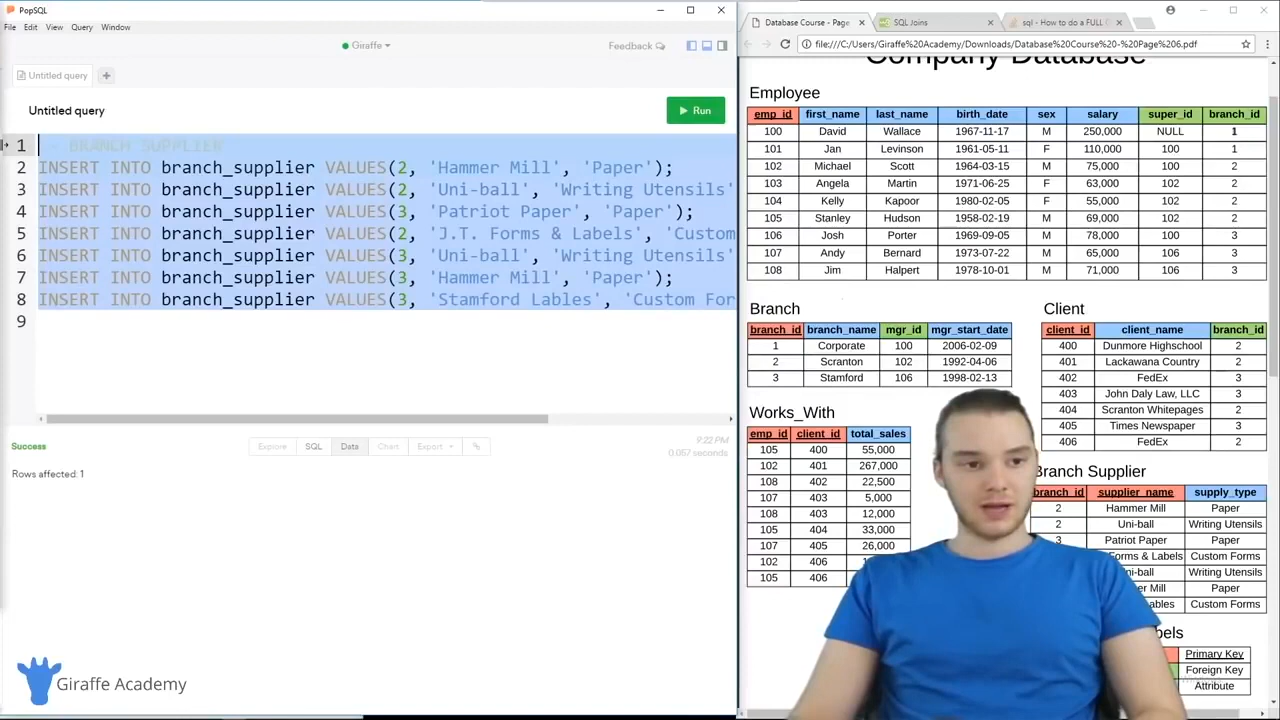 PopSQL
File Edit View Query Window
Giraffe
Feedback
Untitled query
Untitled query
Run
1 -- BRANCH SUPPLIER
2 INSERT INTO branch_supplier VALUES(2, 'Hammer Mill', 'Paper');
3 INSERT INTO branch_supplier VALUES(2, 'Uni-ball', 'Writing Utensils'
4 INSERT INTO branch_supplier VALUES(3, 'Patriot Paper', 'Paper');
5 INSERT INTO branch_supplier VALUES(2, 'J.T. Forms & Labels', 'Custom
6 INSERT INTO branch_supplier VALUES(3, 'Uni-ball', 'Writing Utensils'
7 INSERT INTO branch_supplier VALUES(3, 'Hammer Mill', 'Paper');
8 INSERT INTO branch_supplier VALUES(3, 'Stamford Lables', 'Custom For
9
Success
Explore SQL Data Chart Export
9:22 PM
0.057 seconds
Rows affected: 1
Giraffe Academy
Database Course - Page
SQL Joins
sql - How to do a FULL O
file:///C:/Users/Giraffe%20Academy/Downloads/Database%20Course%20-%20Page%206.pdf
Company Database
Employee
emp_id first_name last_name birth_date sex salary super_id branch_id
100 David Wallace 1967-11-17 M 250,000 NULL 1
101 Jan Levinson 1961-05-11 F 110,000 100 1
102 Michael Scott 1964-03-15 M 75,000 100 2
103 Angela Martin 1971-06-25 F 63,000 102 2
104 Kelly Kapoor 1980-02-05 F 55,000 102 2
105 Stanley Hudson 1958-02-19 M 69,000 102 2
106 Josh Porter 1969-09-05 M 78,000 100 3
107 Andy Bernard 1973-07-22 M 65,000 106 3
108 Jim Halpert 1978-10-01 M 71,000 106 3
Branch
branch_id branch_name mgr_id mgr_start_date
1 Corporate 100 2006-02-09
2 Scranton 102 1992-04-06
3 Stamford 106 1998-02-13
Client
client_id client_name branch_id
400 Dunmore Highschool 2
401 Lackawana Country 2
402 FedEx 3
403 John Daly Law, LLC 3
404 Scranton Whitepages 2
405 Times Newspaper 3
406 FedEx 2
Works_With
emp_id client_id total_sales
105 400 55,000
102 401 267,000
108 402 22,500
107 403 5,000
108 403 12,000
105 404 33,000
107 405 26,000
102 406
105 406
Branch Supplier
branch_id supplier_name supply_type
2 Hammer Mill Paper
2 Uni-ball Writing Utensils
3 Patriot Paper Paper
Forms & Labels Custom Forms
ni-ball Writing Utensils
er Mill Paper
ables Custom Forms
bels
Primary Key
Foreign Key
Attribute